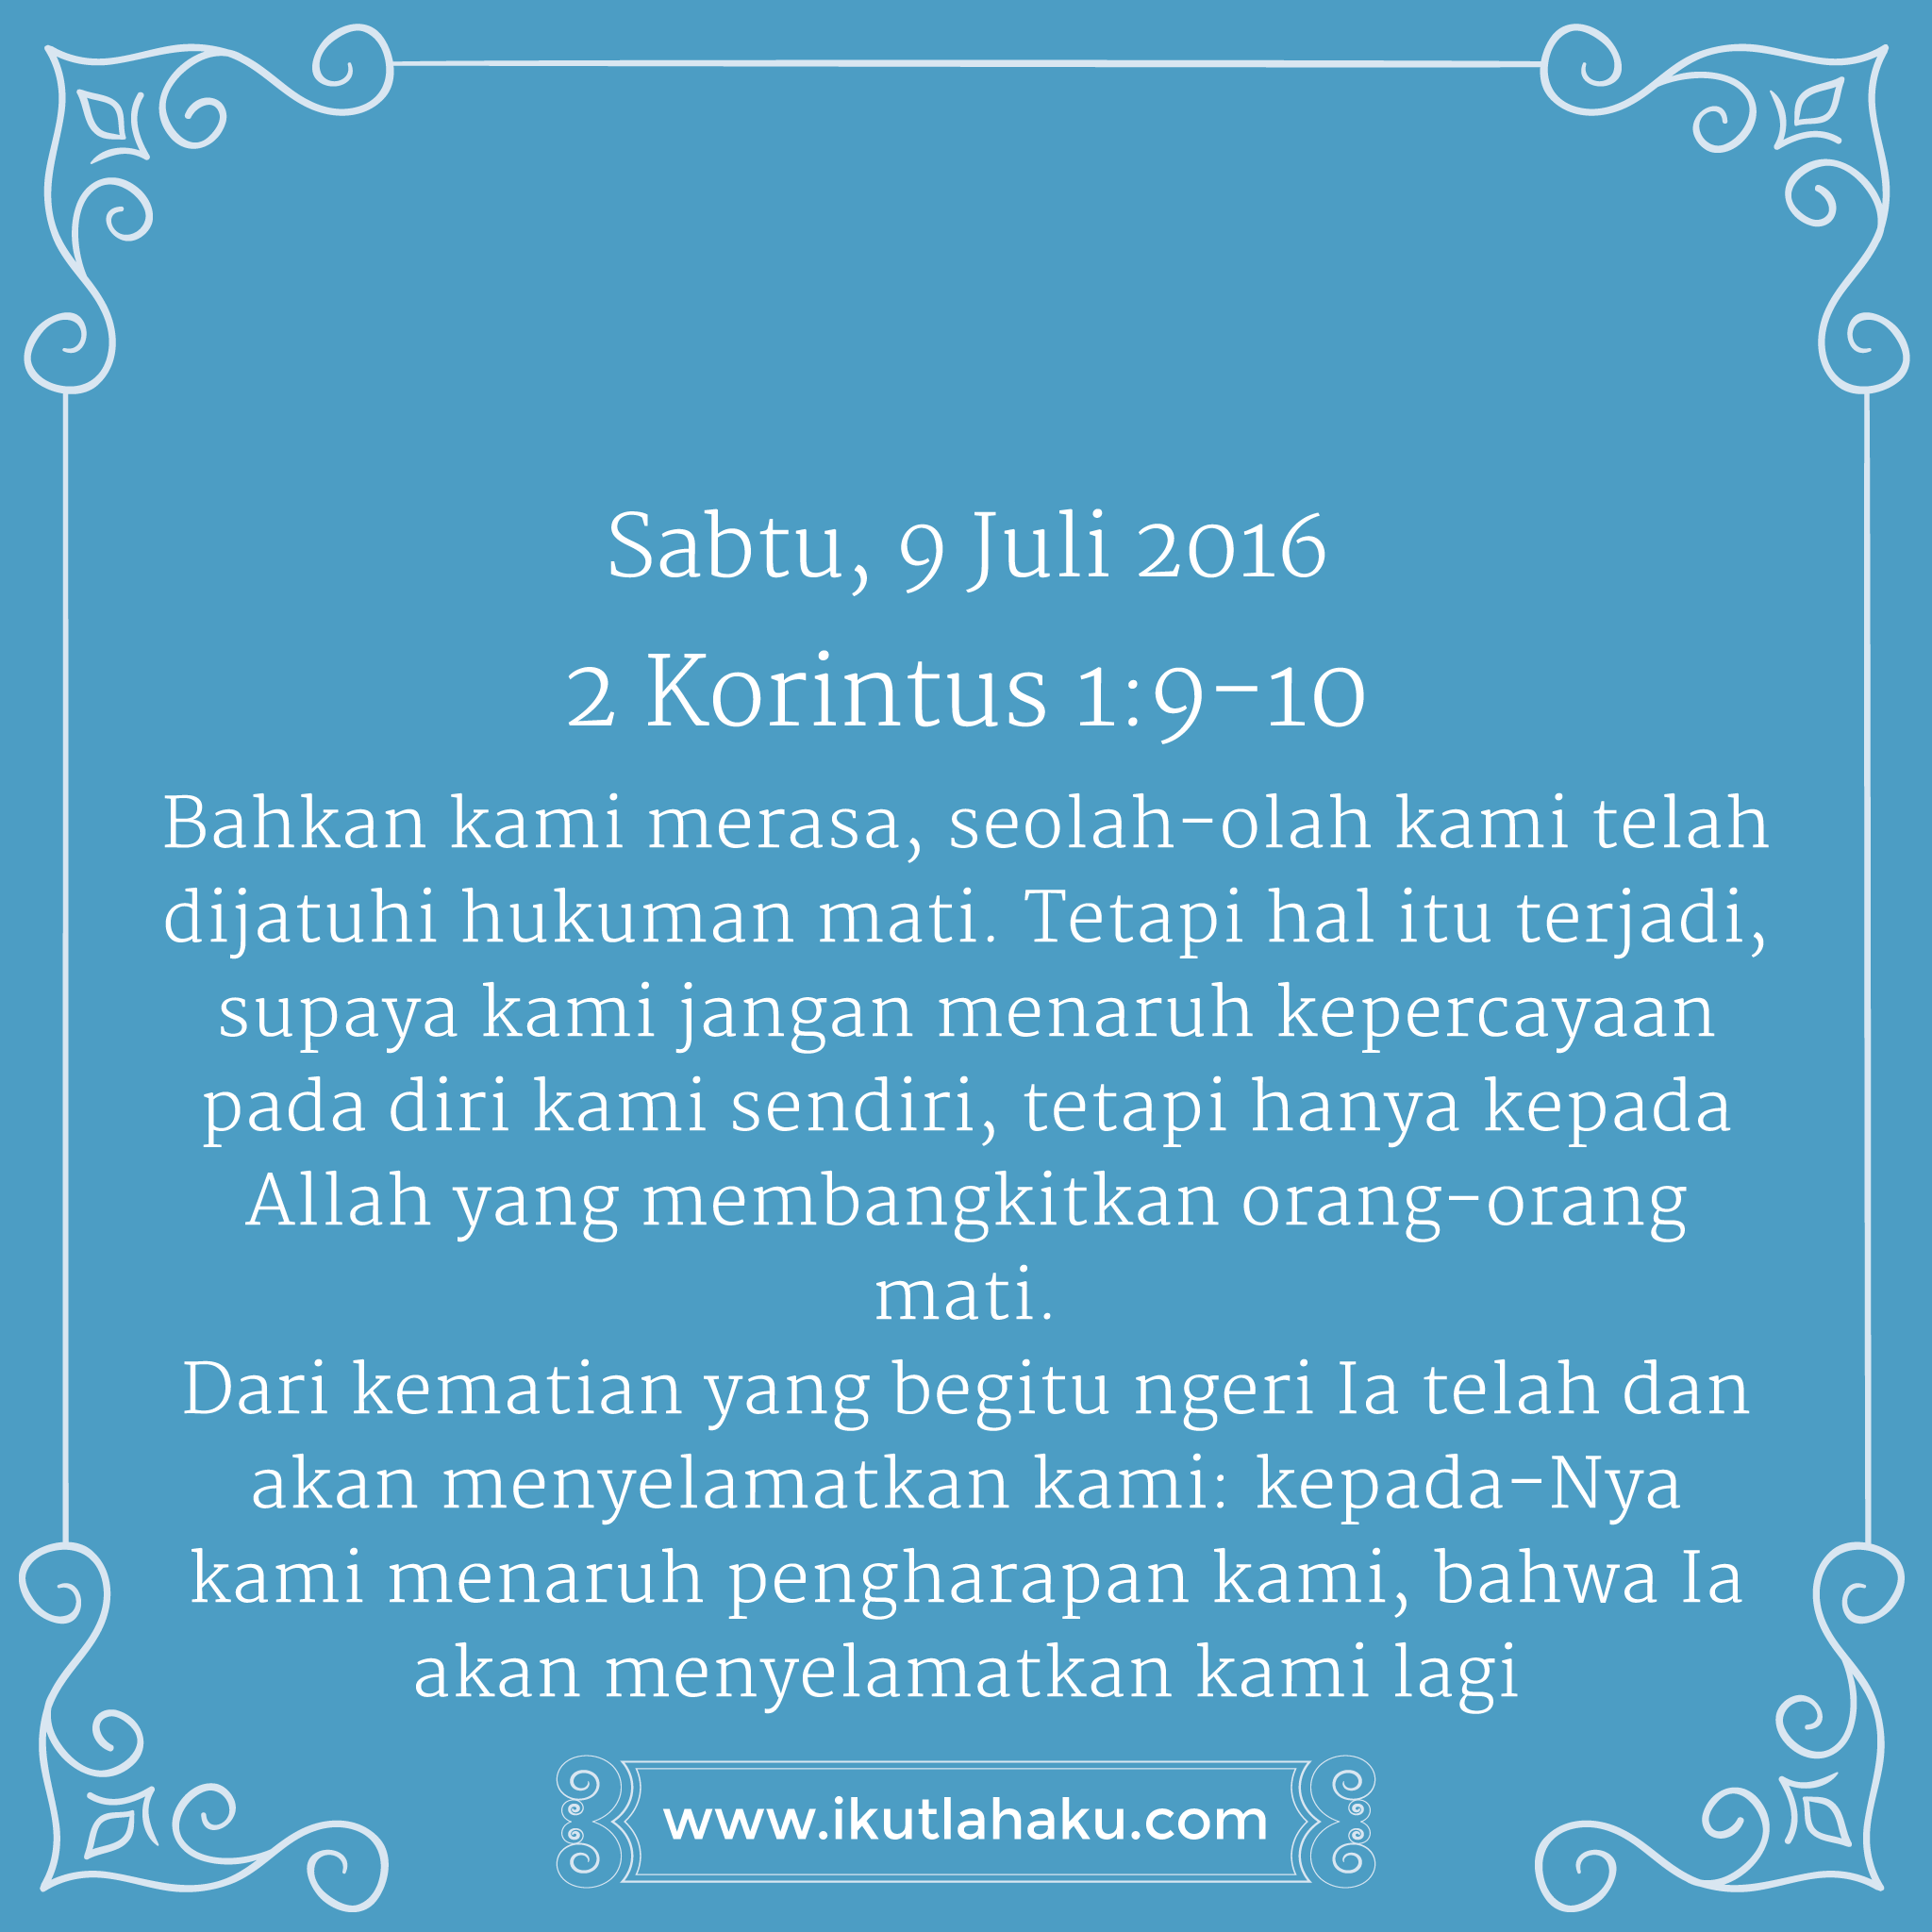 Sabtu, 9 Juli 2016
2 Korintus 1:9-10
Bahkan kami merasa, seolah-olah kami telah
dijatuhi hukuman mati. Tetapi hal itu terjadi,
supaya kami jangan menaruh kepercayaan
pada diri kami sendiri, tetapi hanya kepada
Allah yang membangkitkan orang-orang
mati.
Dari kematian yang begitu ngeri Ia telah dan
akan menyelamatkan kami: kepada-Nya
kami menaruh pengharapan kami, bahwa Ia
akan menyelamatkan kami lagi
www.ikutlahaku.com